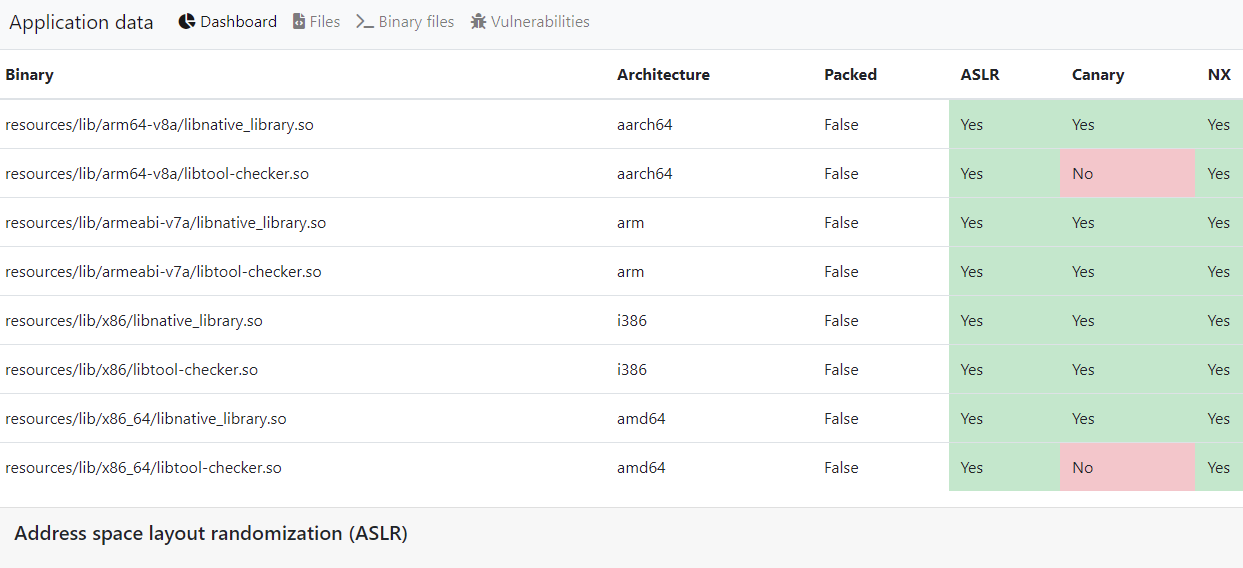 Application data Dashboard Files Binary files Vulnerabilities
Binary Architecture Packed ASLR Canary NX
resources/lib/arm64-v8a/libnative_library.so aarch64 False Yes Yes Yes
resources/lib/arm64-v8a/libtool-checker.so aarch64 False Yes No Yes
resources/lib/armeabi-v7a/libnative_library.so arm False Yes Yes Yes
resources/lib/armeabi-v7a/libtool-checker.so arm False Yes Yes Yes
resources/lib/x86/libnative_library.so i386 False Yes Yes Yes
resources/lib/x86/libtool-checker.so i386 False Yes Yes Yes
resources/lib/x86_64/libnative_library.so amd64 False Yes Yes Yes
resources/lib/x86_64/libtool-checker.so amd64 False Yes No Yes
Address space layout randomization (ASLR)